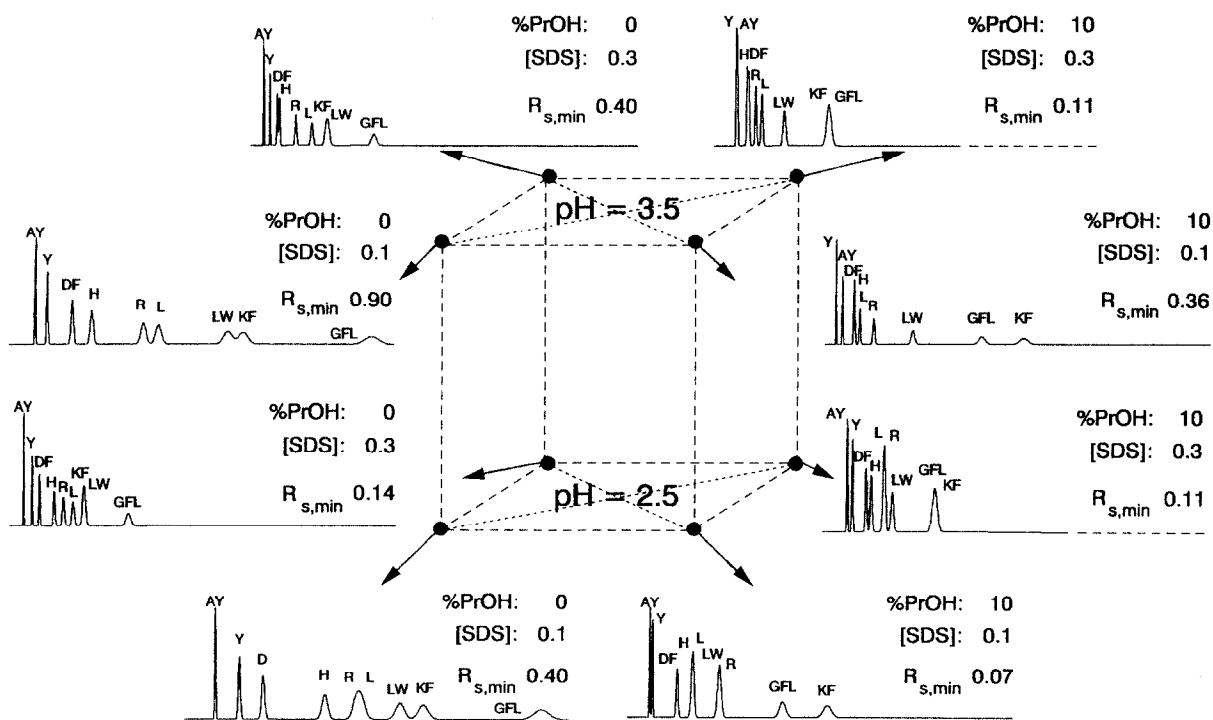 AY
Y
DF
H
R
L
KF
LW
GFL
%PrOH: 0
[SDS]: 0.3
R s,min 0.40
Y AY
HDF
R
L
LW
KF
GFL
%PrOH: 10
[SDS]: 0.3
R s,min 0.11
pH = 3.5
AY
Y
DF
H
R L
LW KF
GFL
%PrOH: 0
[SDS]: 0.1
R s,min 0.90
Y
AY
DF
H
L
R
LW
GFL
KF
%PrOH: 10
[SDS]: 0.1
R s,min 0.36
AY
Y
DF
H
R
L
KF
LW
GFL
%PrOH: 0
[SDS]: 0.3
R s,min 0.14
AY
Y
DF
H
L
R
LW
GFL
KF
%PrOH: 10
[SDS]: 0.3
R s,min 0.11
pH = 2.5
AY
Y
D
H
R L
LW KF
GFL
%PrOH: 0
[SDS]: 0.1
R s,min 0.40
AY
Y
DF
H
L
LW
R
GFL
KF
%PrOH: 10
[SDS]: 0.1
R s,min 0.07